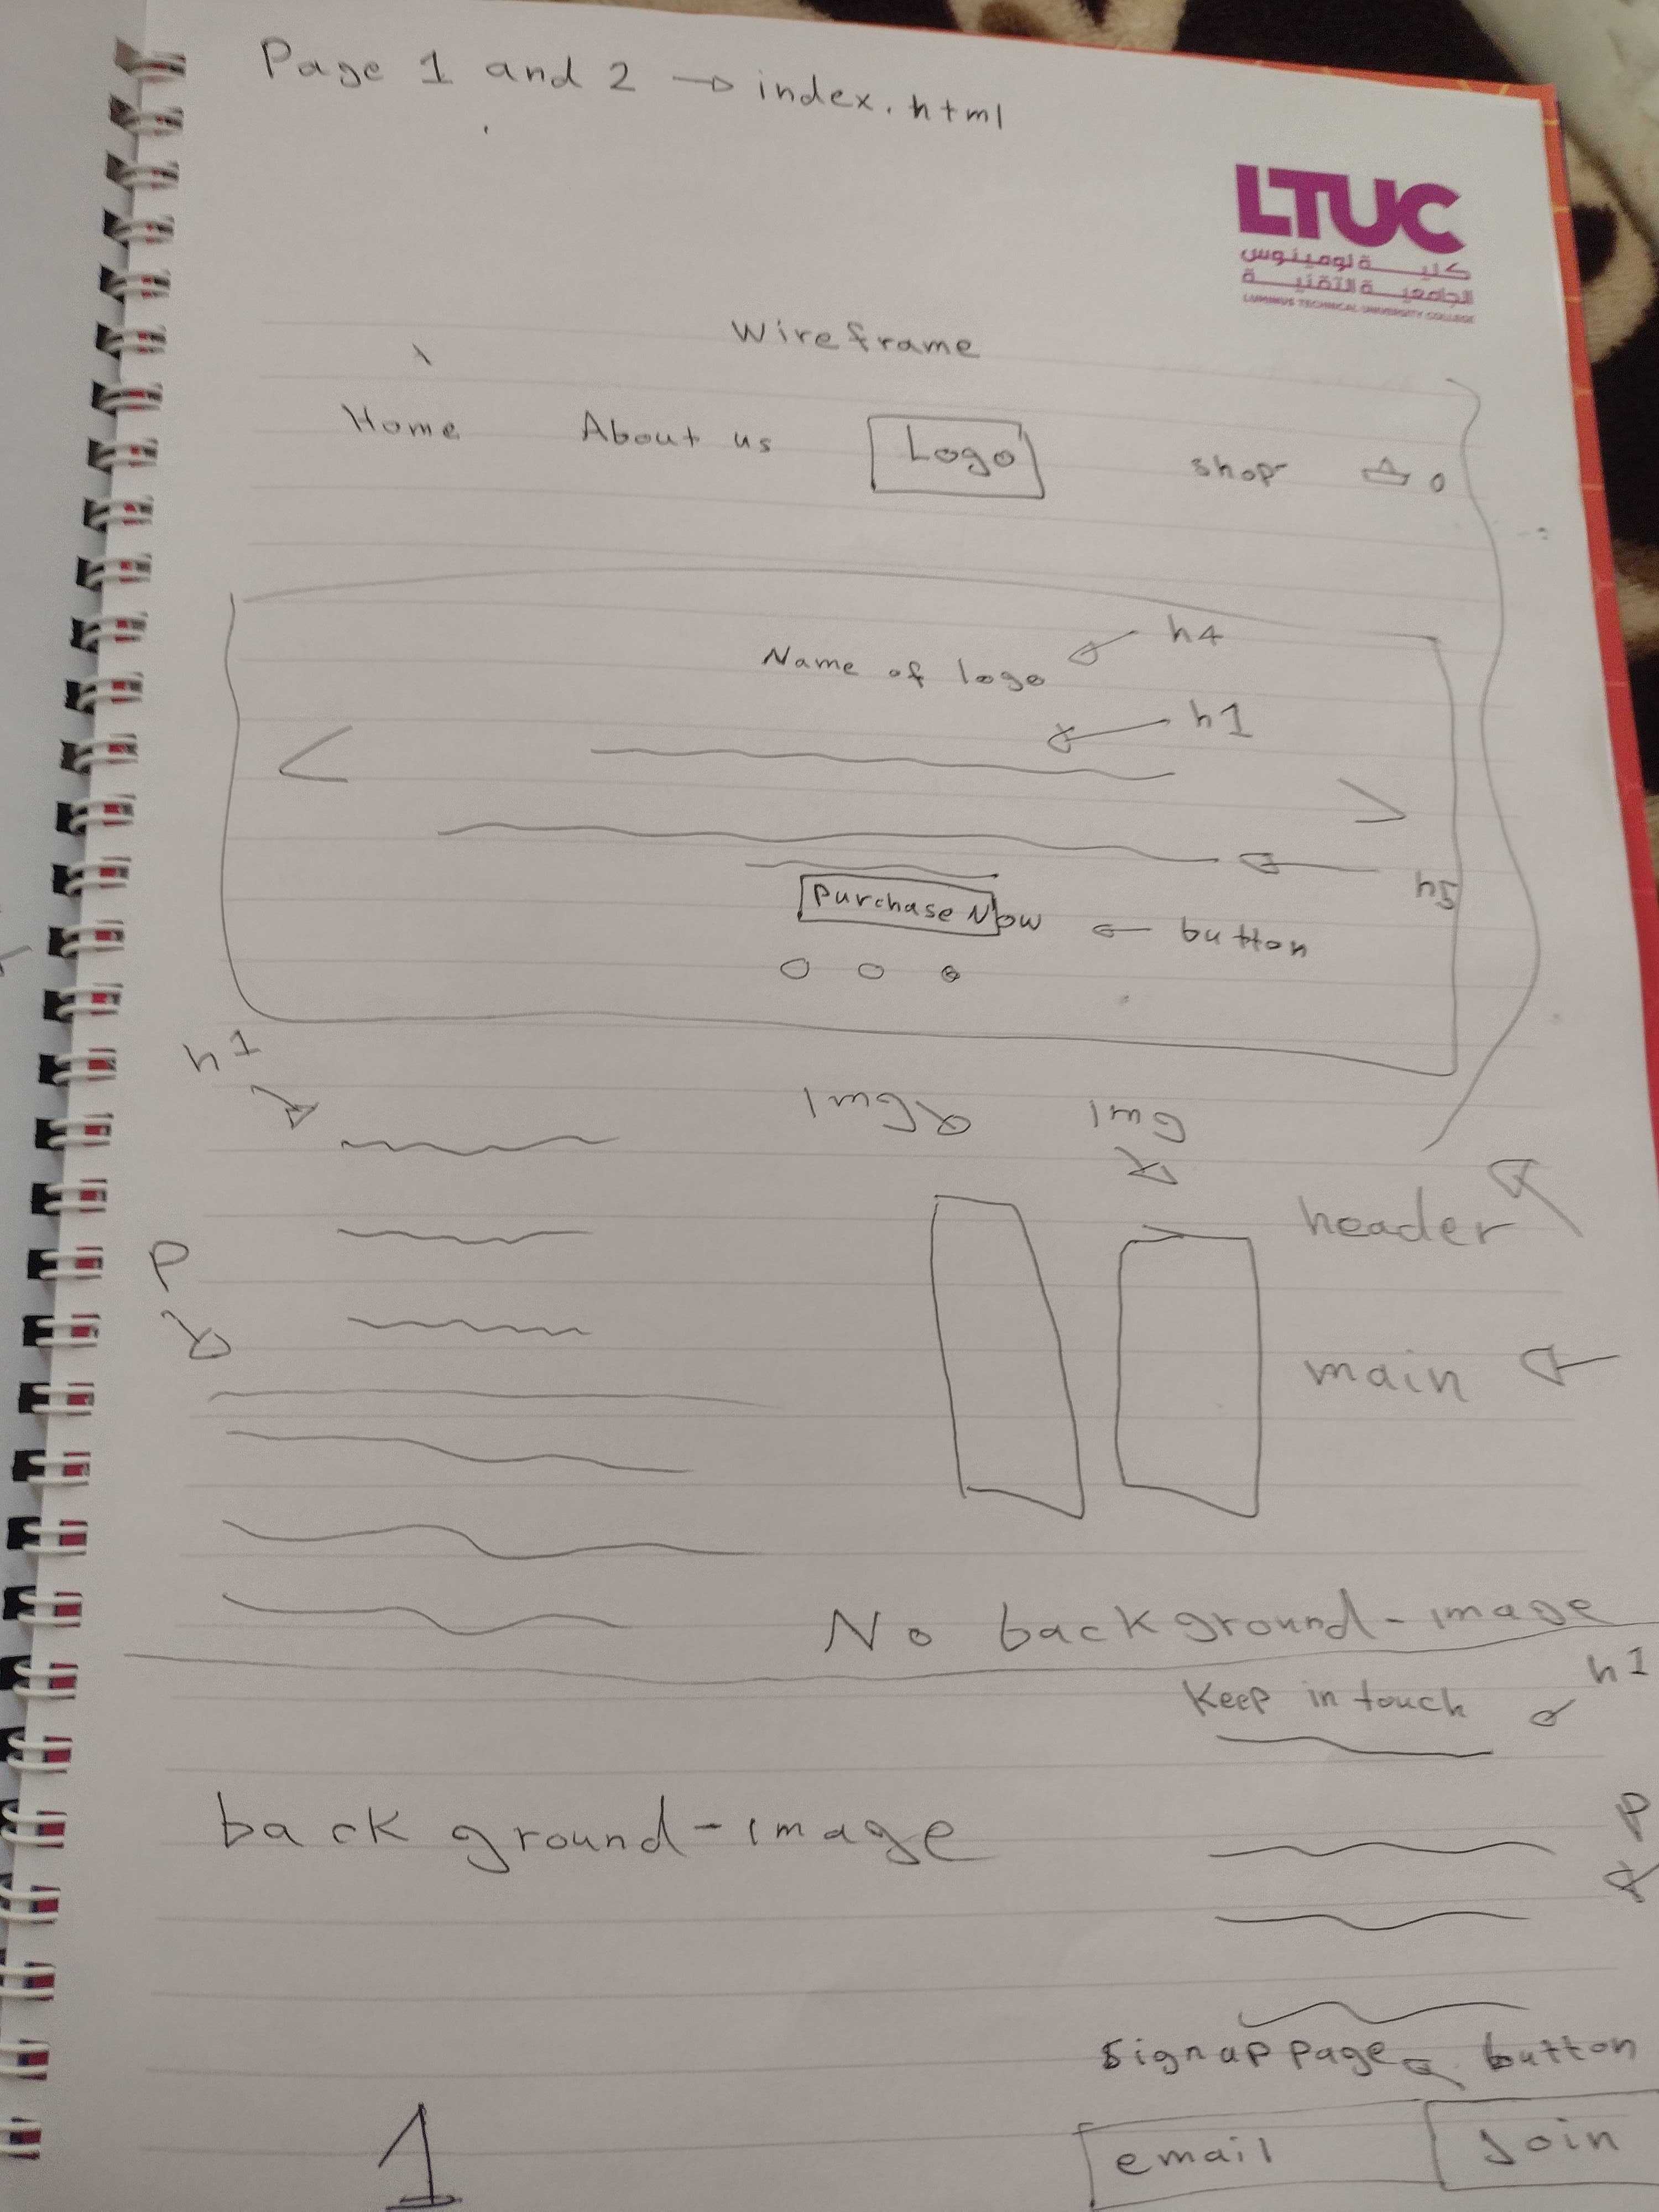 Page 1 and 2 → index.html
LTUC
كلية لومينوس
الجامعية التقنية
LUMINUS TECHNICAL UNIVERSITY COLLEGE
Wireframe
Home About us Logo shop 0
Name of logo h4
h1
< >
h5
Purchase Now button
h1
img img
header
P
main
No background-image
h1
Keep in touch
background-image
P
Signup page button
email Join
1